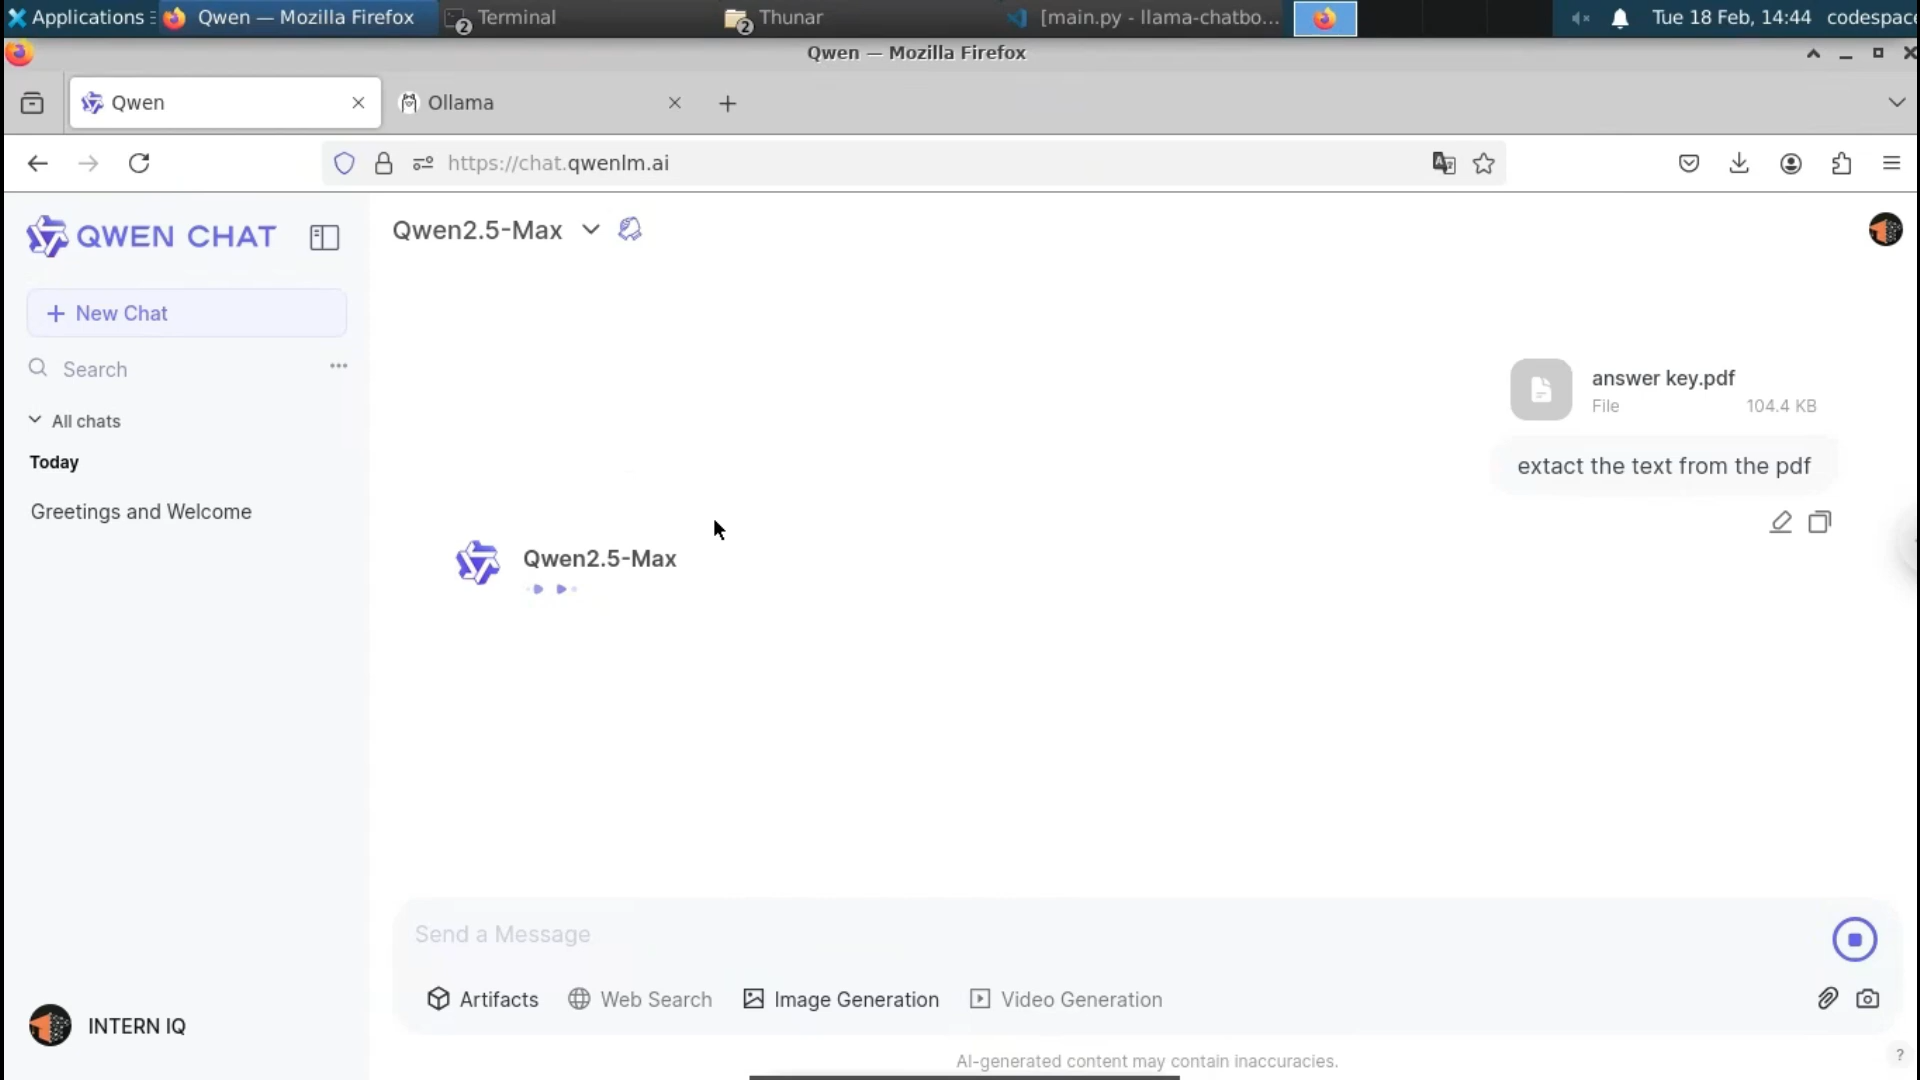 Applications
Qwen — Mozilla Firefox
2
Terminal
2
Thunar
[main.py - llama-chatbo...
Tue 18 Feb, 14:44
codespace
Qwen — Mozilla Firefox
Qwen
Ollama
https://chat.qwenlm.ai
QWEN CHAT
New Chat
Search
All chats
Today
Greetings and Welcome
INTERN IQ
Qwen2.5-Max
answer key.pdf
File 104.4 KB
extact the text from the pdf
Qwen2.5-Max
Send a Message
Artifacts
Web Search
Image Generation
Video Generation
AI-generated content may contain inaccuracies.
?